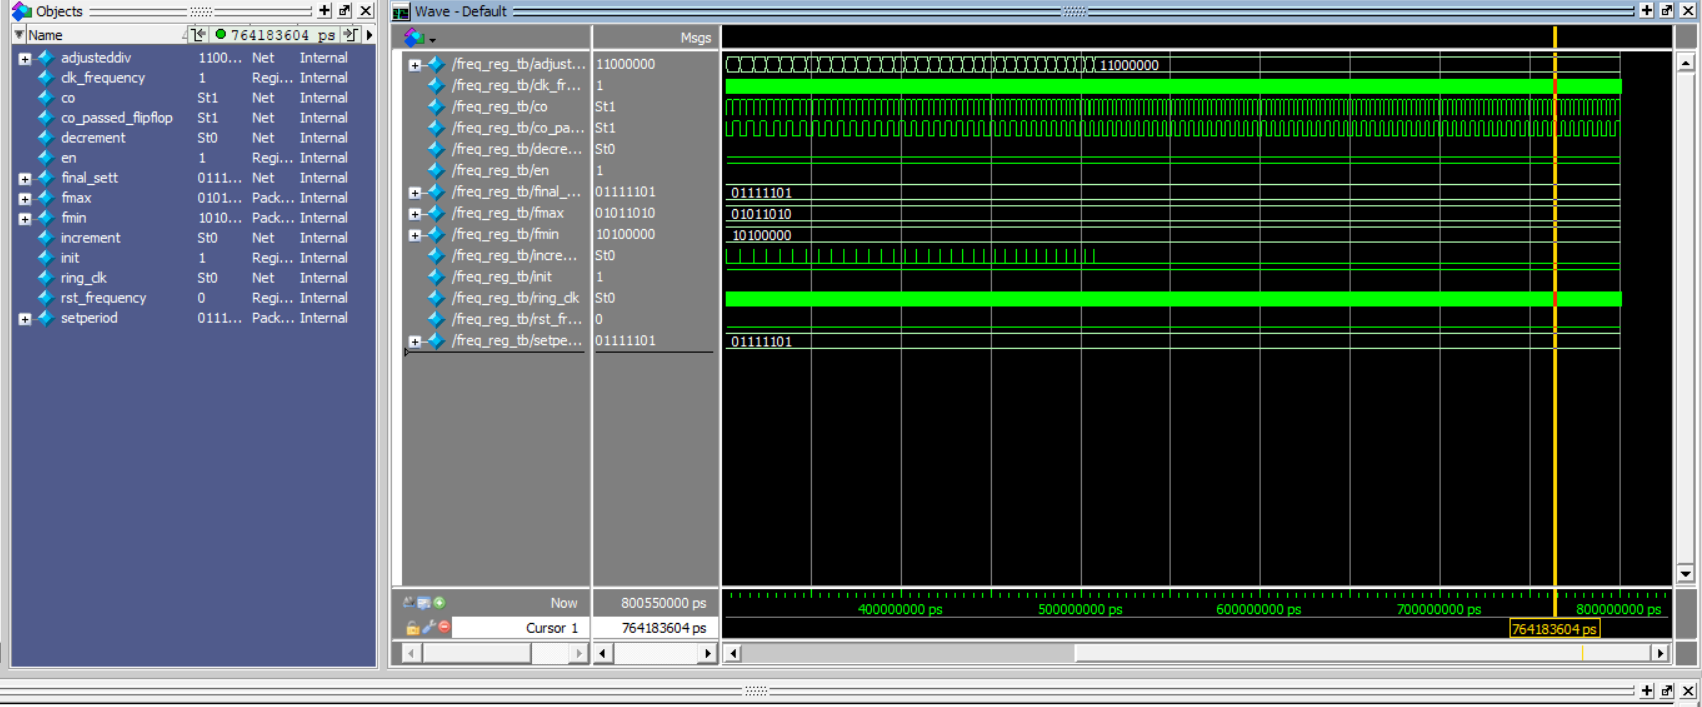 Objects
Name 764183604 ps
adjusteddiv 1100... Net Internal
clk_frequency 1 Regi... Internal
co St1 Net Internal
co_passed_flipflop St1 Net Internal
decrement St0 Net Internal
en 1 Regi... Internal
final_sett 0111... Net Internal
fmax 0101... Pack... Internal
fmin 1010... Pack... Internal
increment St0 Net Internal
init 1 Regi... Internal
ring_clk St0 Net Internal
rst_frequency 0 Regi... Internal
setperiod 0111... Pack... Internal
Wave - Default
Msgs
/freq_reg_tb/adjust... 11000000 11000000
/freq_reg_tb/clk_fr... 1
/freq_reg_tb/co St1
/freq_reg_tb/co_pa... St1
/freq_reg_tb/decre... St0
/freq_reg_tb/en 1
/freq_reg_tb/final_... 01111101 01111101
/freq_reg_tb/fmax 01011010 01011010
/freq_reg_tb/fmin 10100000 10100000
/freq_reg_tb/incre... St0
/freq_reg_tb/init 1
/freq_reg_tb/ring_clk St0
/freq_reg_tb/rst_fr... 0
/freq_reg_tb/setpe... 01111101 01111101
Now 800550000 ps 400000000 ps 500000000 ps 600000000 ps 700000000 ps 800000000 ps
Cursor 1 764183604 ps 764183604 ps